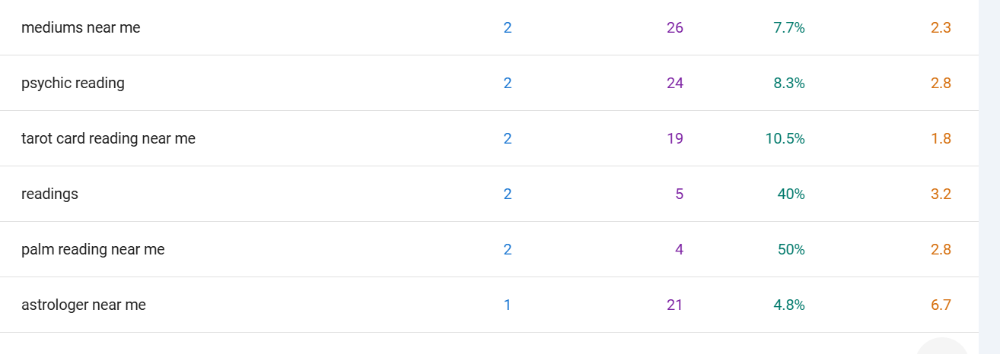 mediums near me 2 26 7.7% 2.3
psychic reading 2 24 8.3% 2.8
tarot card reading near me 2 19 10.5% 1.8
readings 2 5 40% 3.2
palm reading near me 2 4 50% 2.8
astrologer near me 1 21 4.8% 6.7